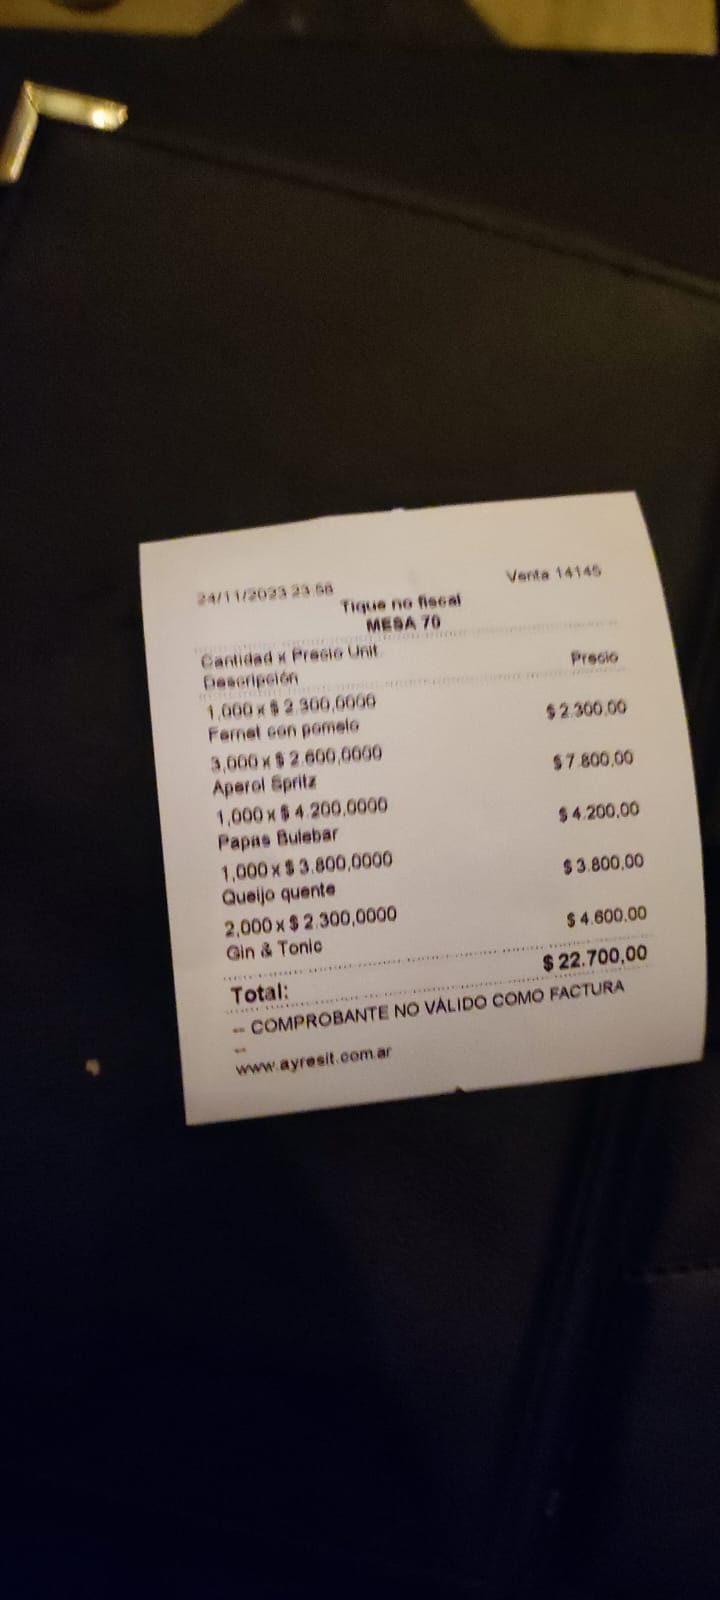 24/11/2023 23:58 Venta 14145
Tique no fiscal
MESA 70
Cantidad x Precio Unit.
Descripción Precio
1,000 x $ 2.300,0000
Fernet con pomelo $ 2.300,00
3,000 x $ 2.600,0000
Aperol Spritz $ 7.800,00
1,000 x $ 4.200,0000
Papas Bulebar $ 4.200,00
1,000 x $ 3.800,0000
Queijo quente $ 3.800,00
2,000 x $ 2.300,0000
Gin & Tonic $ 4.600,00
Total: $ 22.700,00
-- COMPROBANTE NO VÁLIDO COMO FACTURA
--
www.ayresit.com.ar